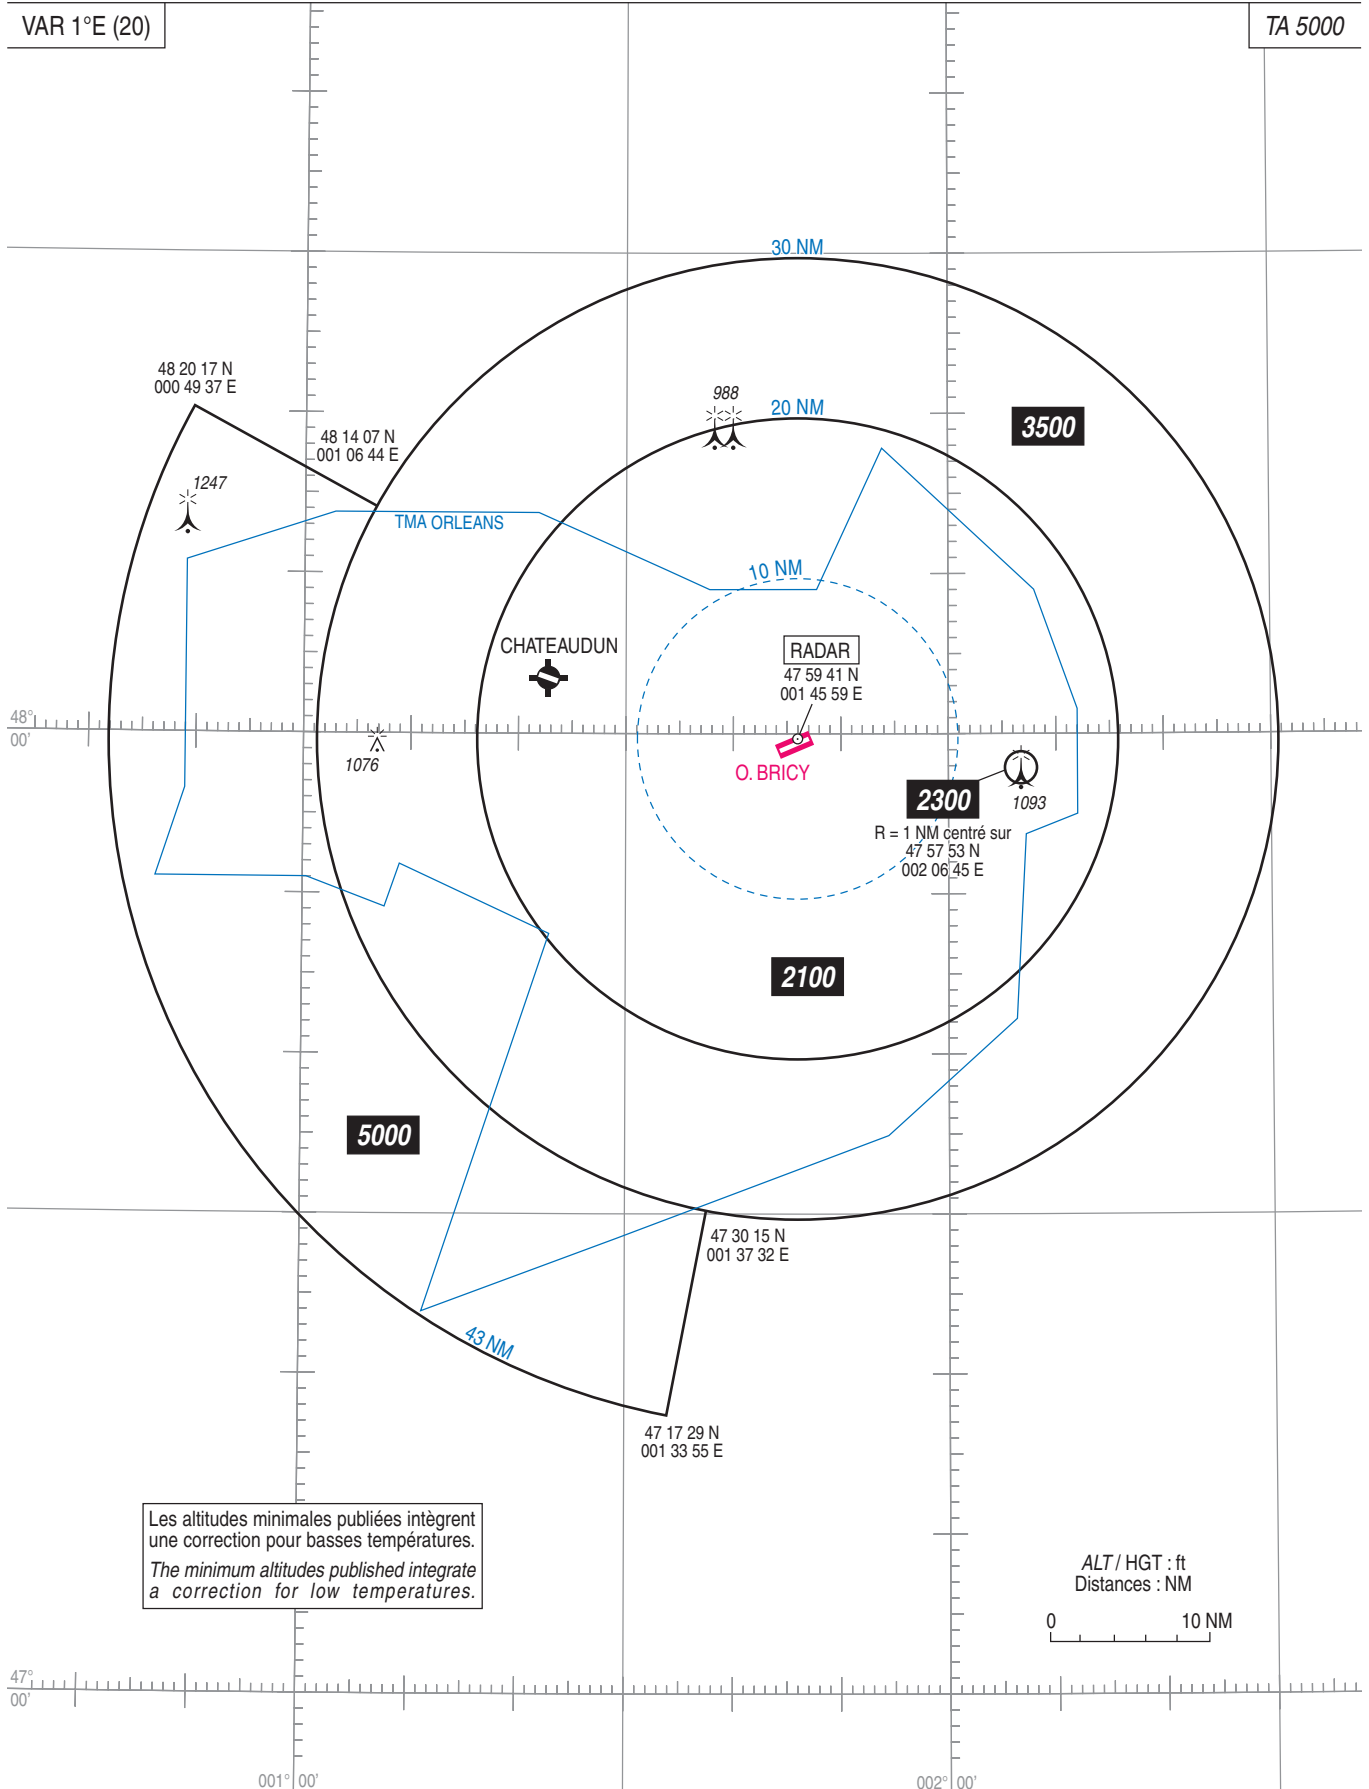 VAR 1°E (20)
TA 5000
30 NM
48 20 17 N
000 49 37 E
988
20 NM
3500
48 14 07 N
001 06 44 E
1247
TMA ORLEANS
10 NM
CHATEAUDUN
RADAR
47 59 41 N
001 45 59 E
48°
00'
1076
O. BRICY
2300
1093
R = 1 NM centré sur
47 57 53 N
002 06 45 E
2100
5000
47 30 15 N
001 37 32 E
43 NM
47 17 29 N
001 33 55 E
Les altitudes minimales publiées intègrent
une correction pour basses températures.
The minimum altitudes published integrate
a correction for low temperatures.
ALT / HGT : ft
Distances : NM
0 10 NM
47°
00'
001° 00'
002° 00'